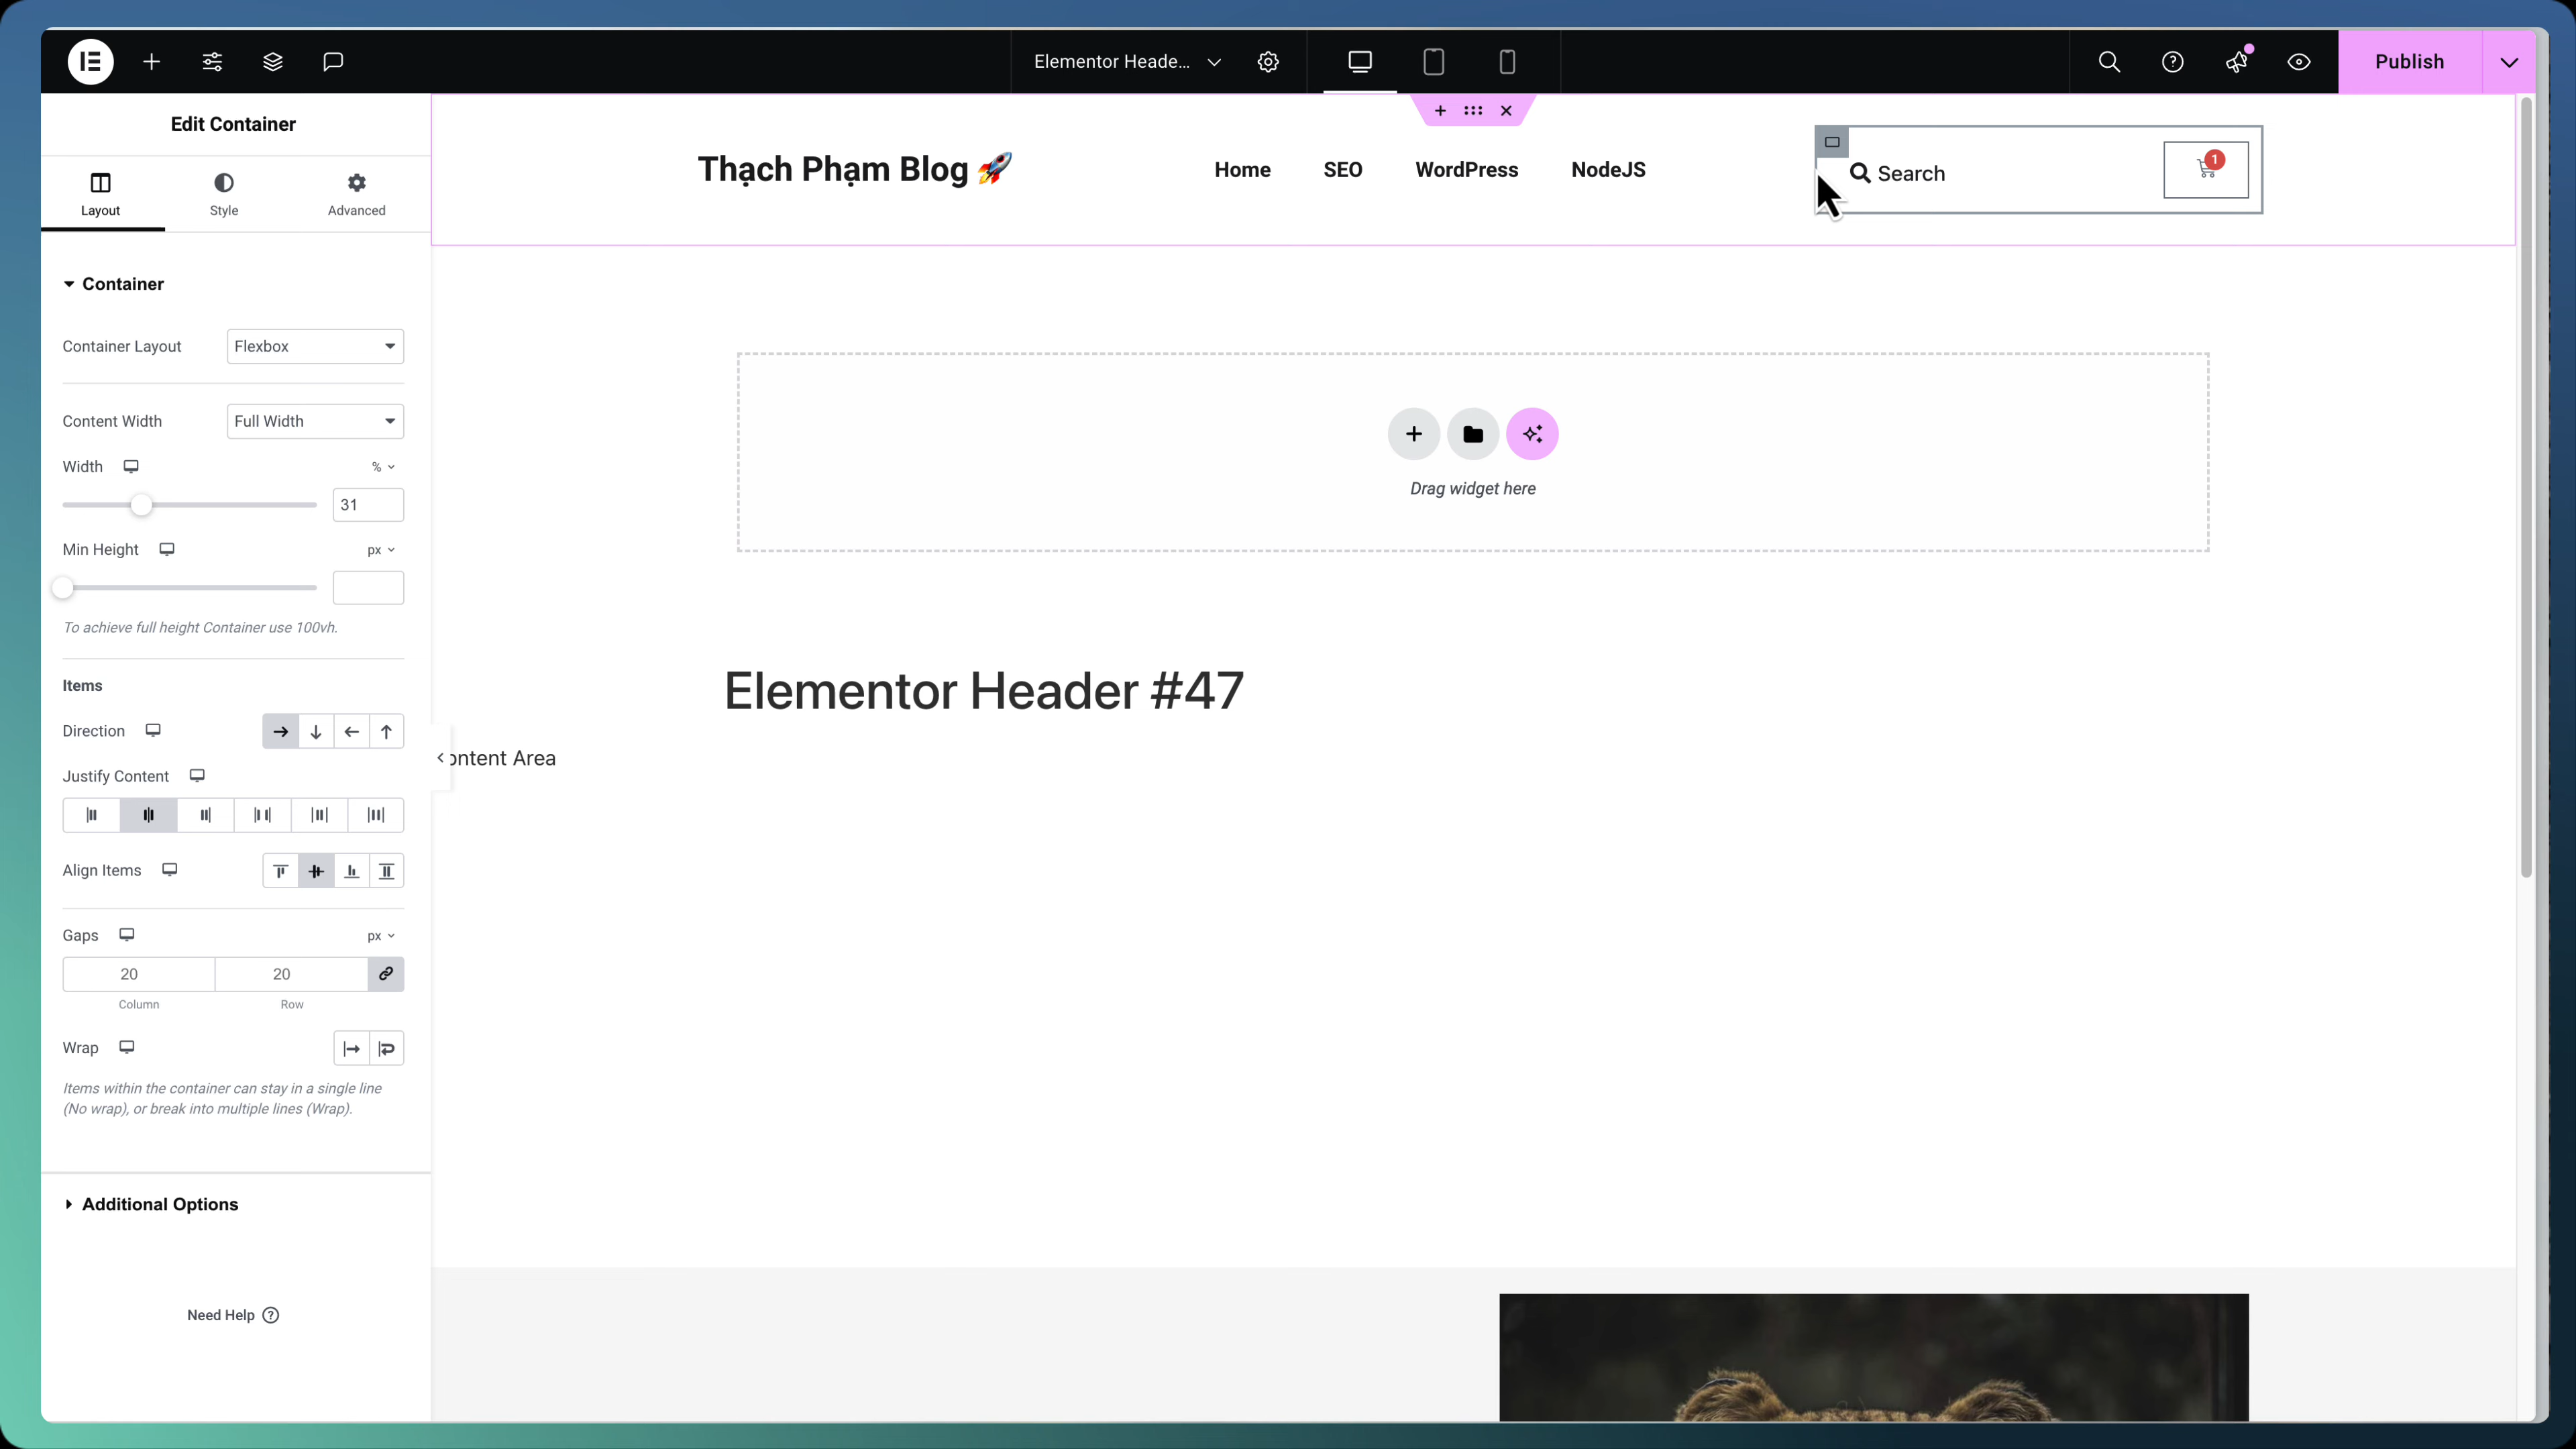 Elementor Heade...
Publish
Edit Container
Layout
Style
Advanced
Container
Container Layout
Flexbox
Content Width
Full Width
Width
%
31
Min Height
px
To achieve full height Container use 100vh.
Items
Direction
Justify Content
Align Items
Gaps
px
20
20
Column
Row
Wrap
Items within the container can stay in a single line
(No wrap), or break into multiple lines (Wrap).
Additional Options
Need Help
Thạch Phạm Blog 🚀
Home
SEO
WordPress
NodeJS
Search
1
Drag widget here
Elementor Header #47
ontent Area